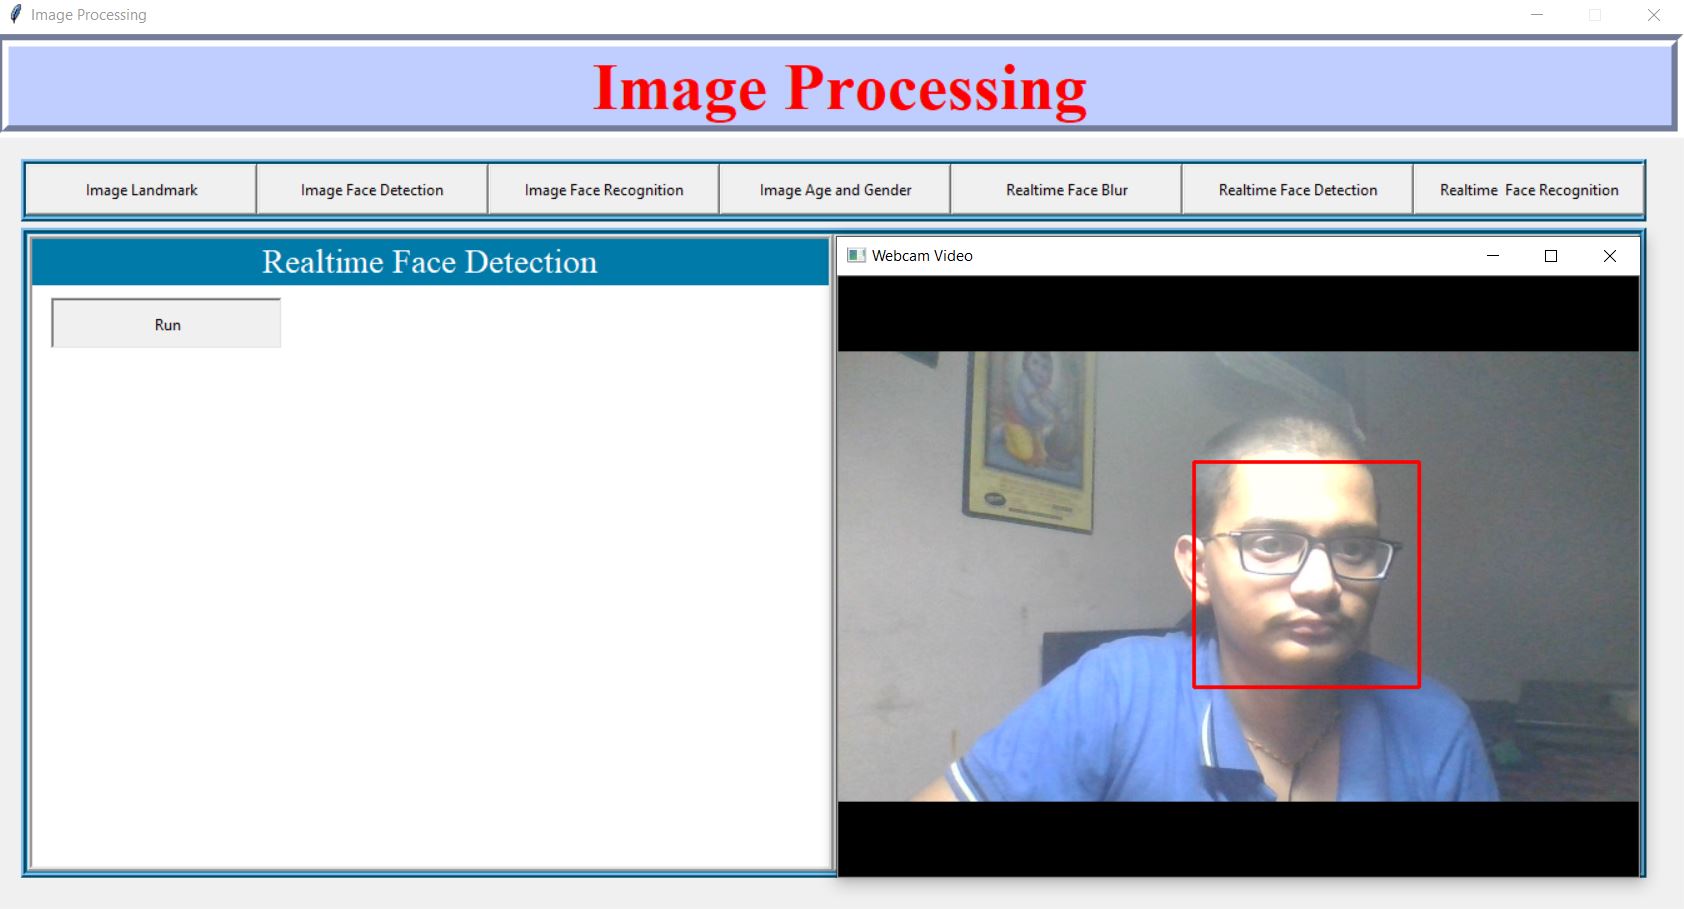 Image Processing
Image Processing
Image Landmark
Image Face Detection
Image Face Recognition
Image Age and Gender
Realtime Face Blur
Realtime Face Detection
Realtime  Face Recognition
Realtime Face Detection
Run
Webcam Video